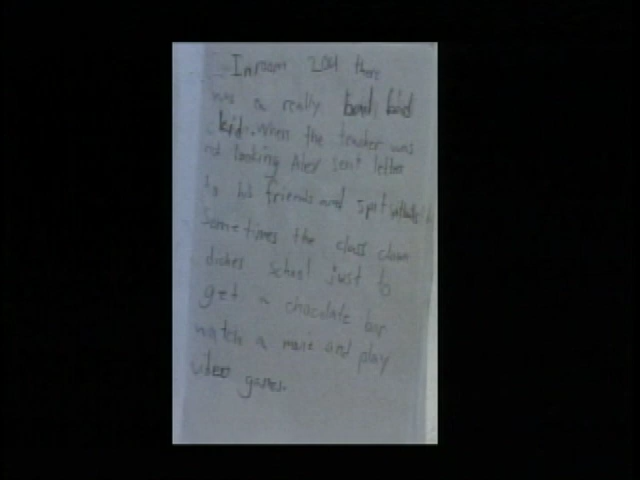 In room 204 there
was a really bad, bad
kid. When the teacher was
not looking Alex sent letter
to his friends and spit
Sometimes the class clown
diches school just to
get a chocolate bar
watch a movie and play
video games.